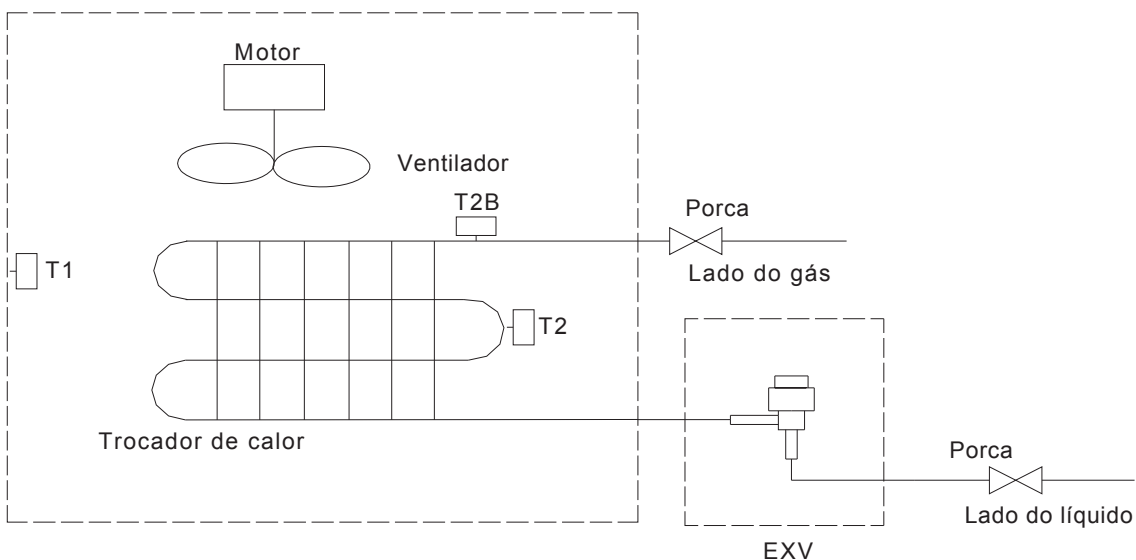 Motor
Ventilador
T2B
Porca
T1
Lado do gás
T2
Trocador de calor
Porca
Lado do líquido
EXV